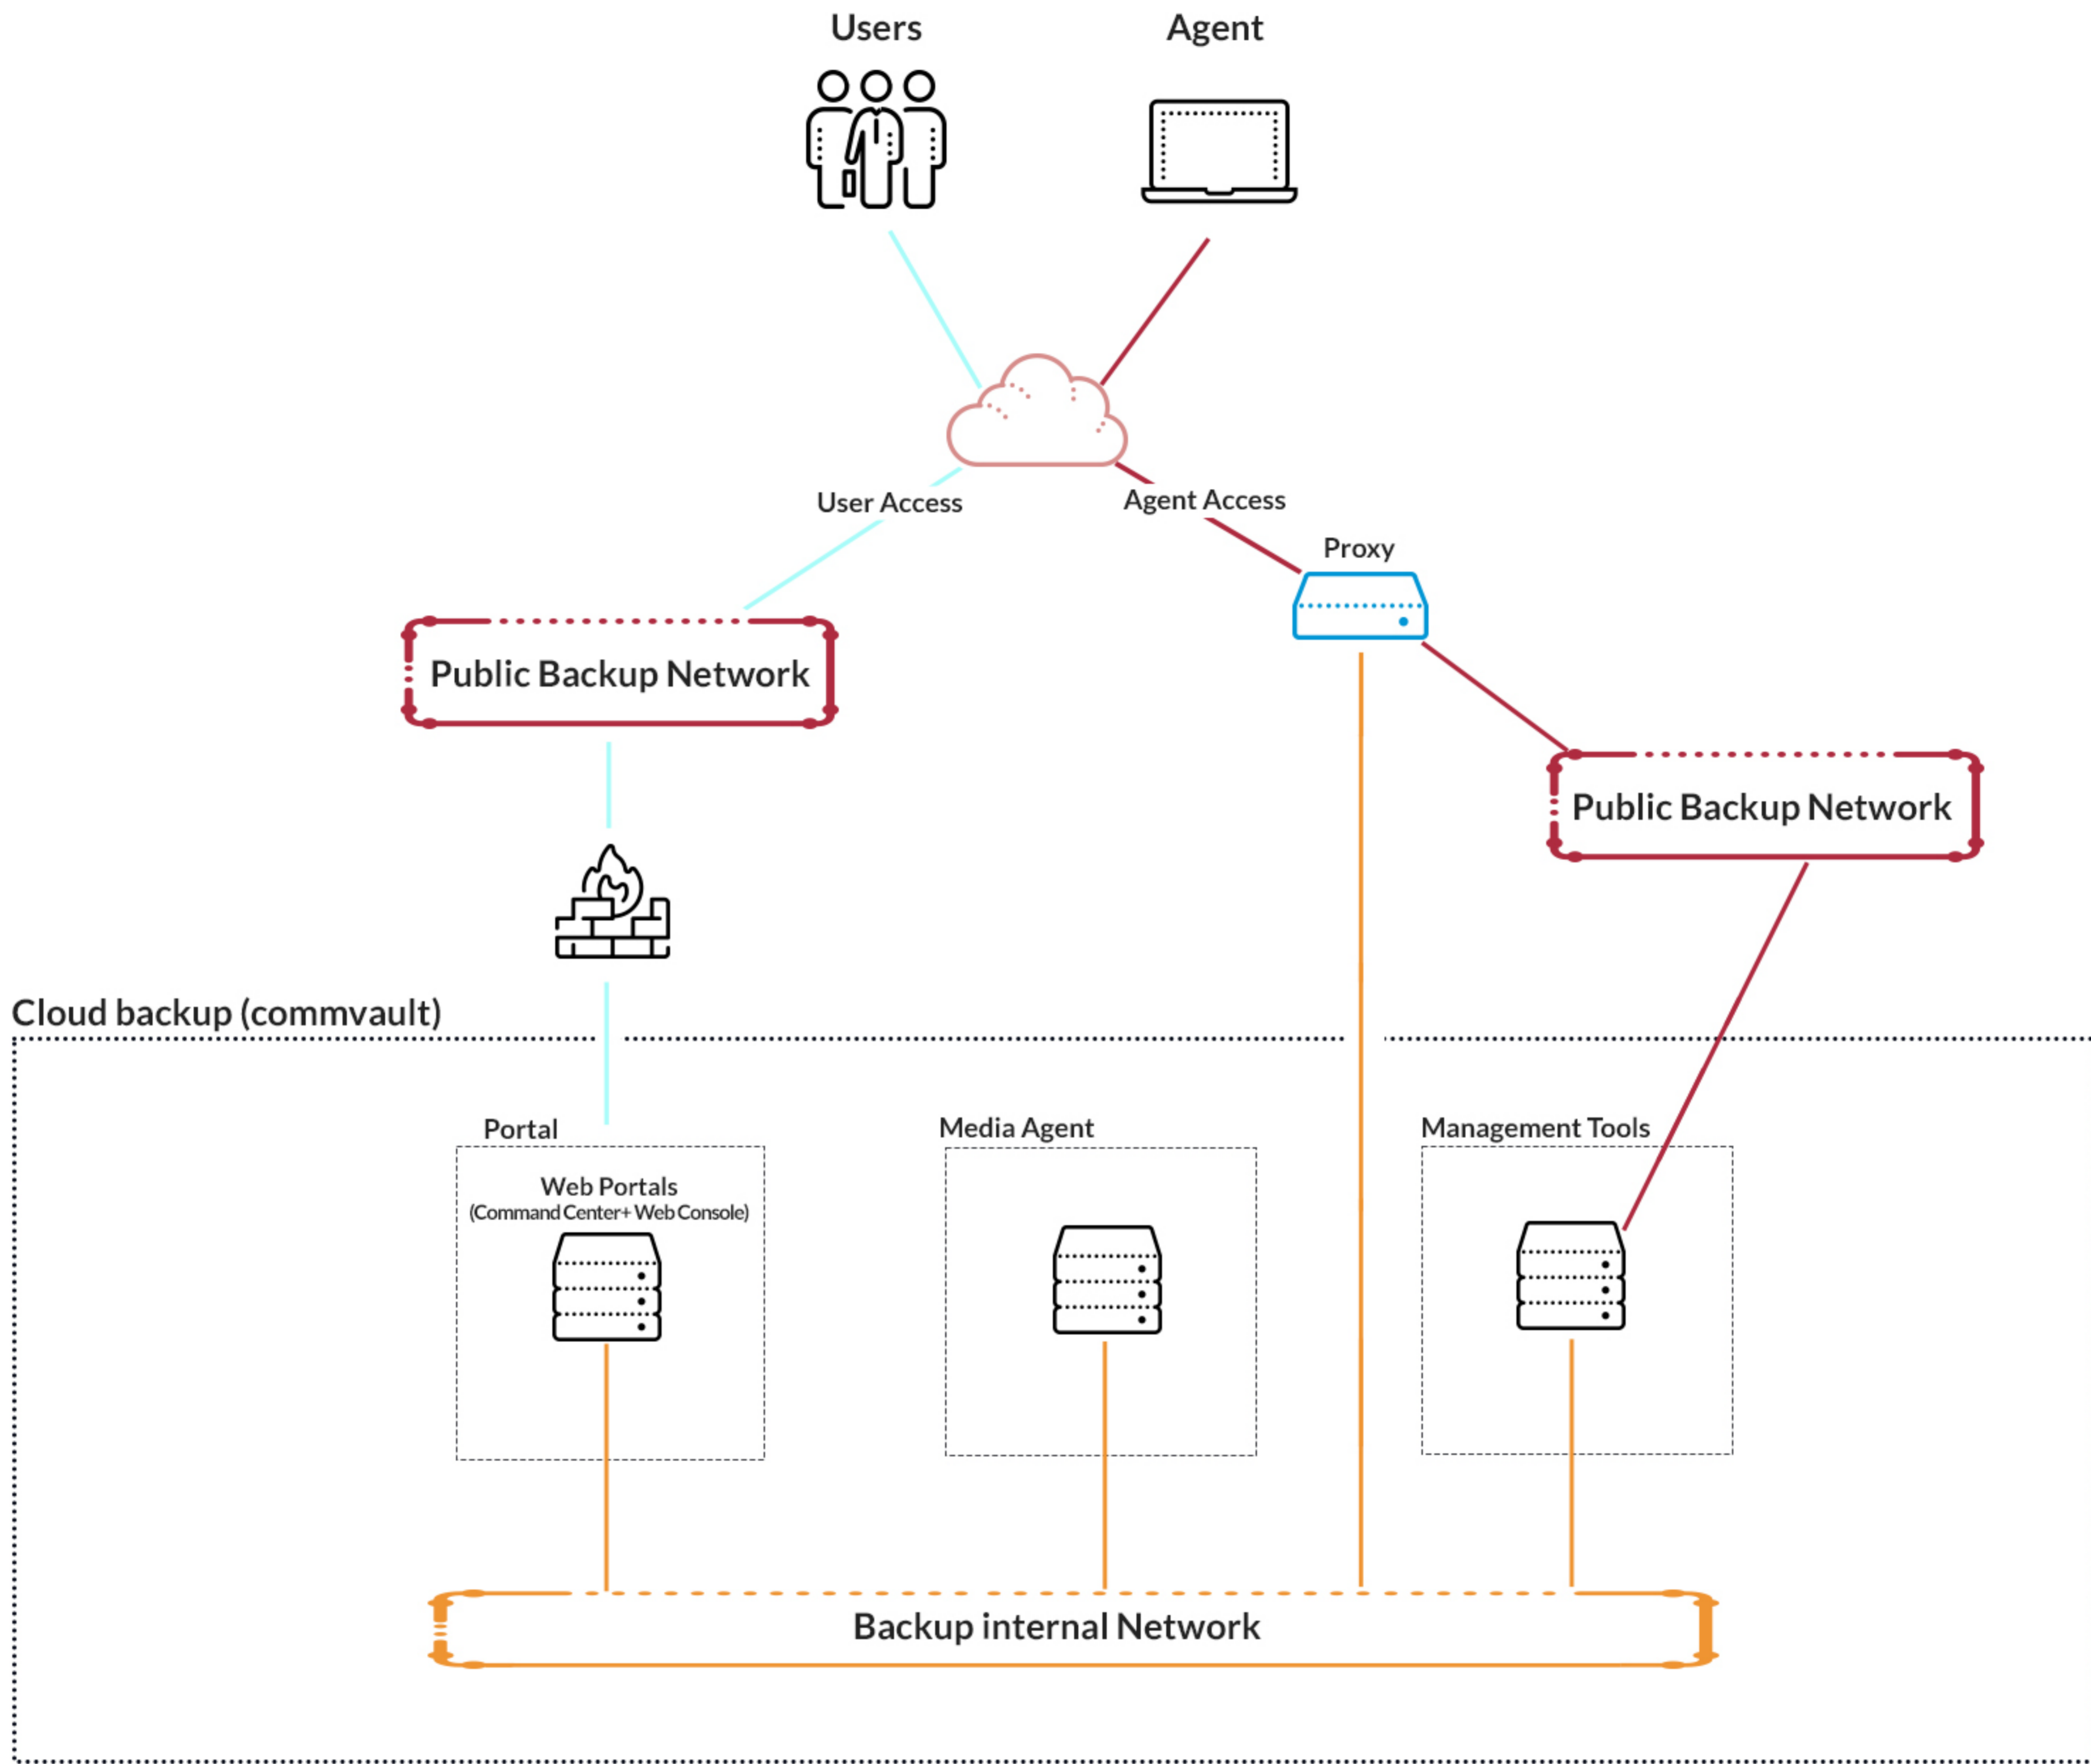 Users
Agent
User Access
Agent Access
Proxy
Public Backup Network
Public Backup Network
Cloud backup (commvault)
Portal
Media Agent
Management Tools
Web Portals
(Command Center+ Web Console)
Backup internal Network